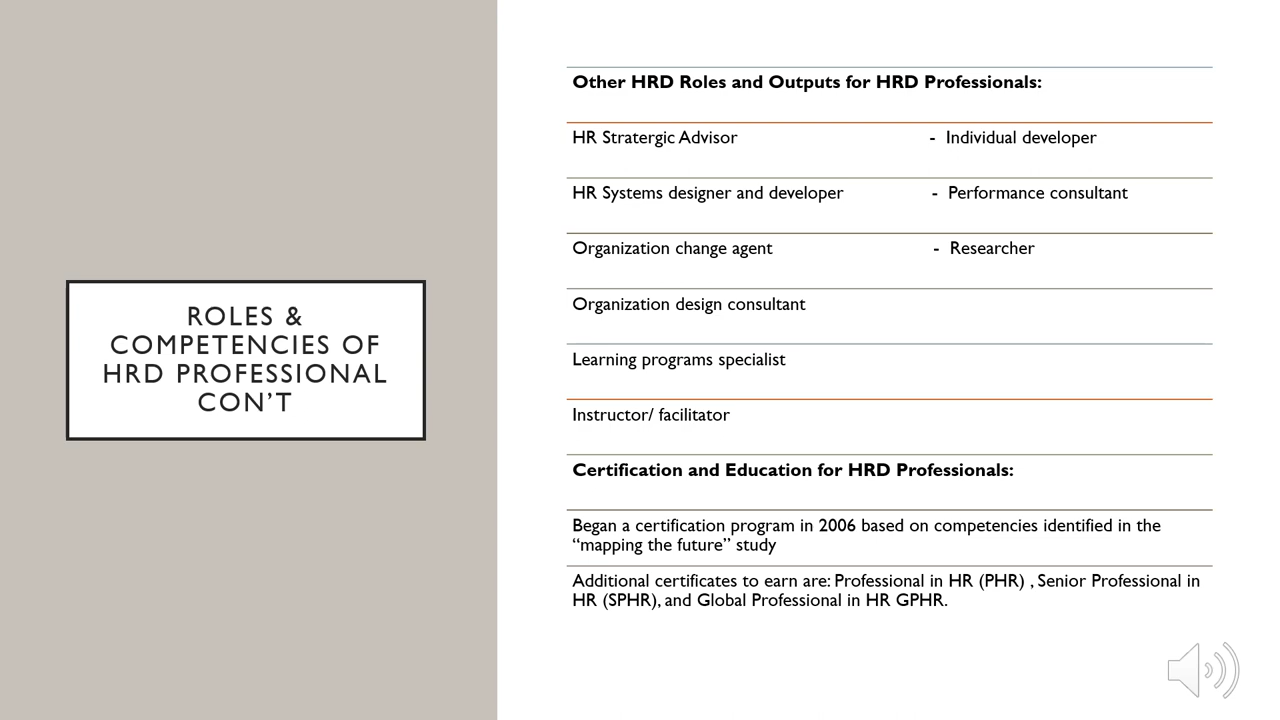 ROLES &
COMPETENCIES OF
HRD PROFESSIONAL
CON’T
Other HRD Roles and Outputs for HRD Professionals:
HR Stratergic Advisor - Individual developer
HR Systems designer and developer - Performance consultant
Organization change agent - Researcher
Organization design consultant
Learning programs specialist
Instructor/ facilitator
Certification and Education for HRD Professionals:
Began a certification program in 2006 based on competencies identified in the
“mapping the future” study
Additional certificates to earn are: Professional in HR (PHR) , Senior Professional in
HR (SPHR), and Global Professional in HR GPHR.